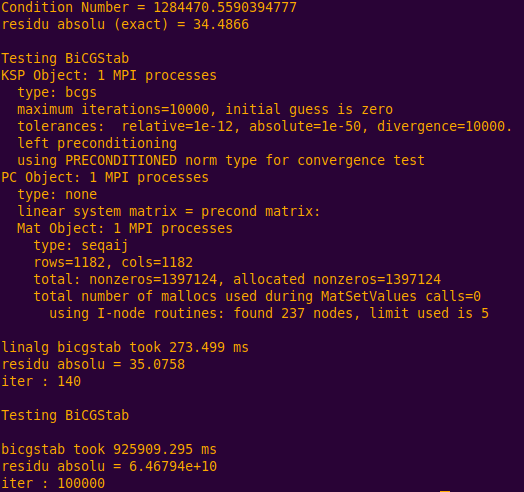 Condition Number = 1284470.5590394777
residu absolu (exact) = 34.4866
Testing BiCGStab
KSP Object: 1 MPI processes
type: bcgs
maximum iterations=10000, initial guess is zero
tolerances:  relative=1e-12, absolute=1e-50, divergence=10000.
left preconditioning
using PRECONDITIONED norm type for convergence test
PC Object: 1 MPI processes
type: none
linear system matrix = precond matrix:
Mat Object: 1 MPI processes
type: seqaij
rows=1182, cols=1182
total: nonzeros=1397124, allocated nonzeros=1397124
total number of mallocs used during MatSetValues calls=0
using I-node routines: found 237 nodes, limit used is 5
linalg bicgstab took 273.499 ms
residu absolu = 35.0758
iter : 140
Testing BiCGStab
bicgstab took 925909.295 ms
residu absolu = 6.46794e+10
iter : 100000